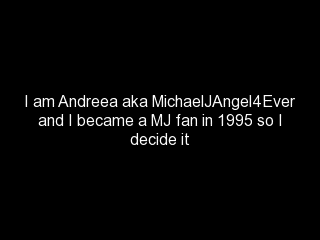 I am Andreea aka MichaelJAngel4Ever
and I became a MJ fan in 1995 so I
decide it